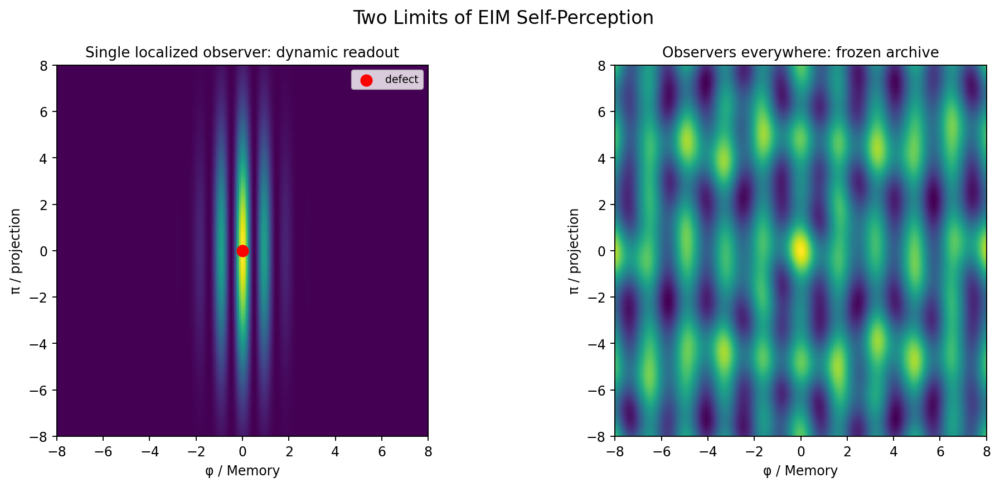 Two Limits of EIM Self-Perception
Single localized observer: dynamic readout
defect
8
6
4
2
0
−2
−4
−6
−8
π / projection
−8 −6 −4 −2 0 2 4 6 8
φ / Memory
Observers everywhere: frozen archive
8
6
4
2
0
−2
−4
−6
−8
π / projection
−8 −6 −4 −2 0 2 4 6 8
φ / Memory